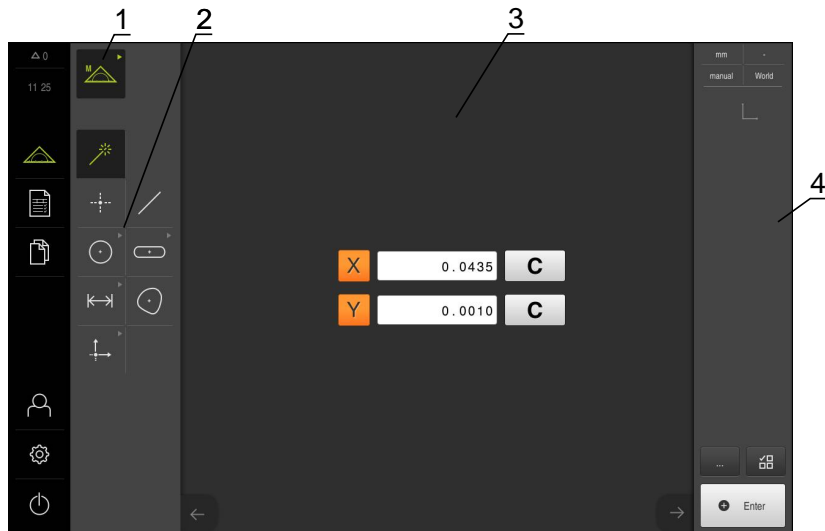 1
2
3
4
0
11 25
M
mm -
manual World
X 0.0435 C
Y 0.0010 C
...
Enter